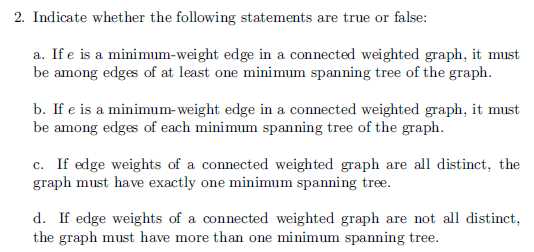 2. Indicate whether the following statements are true or false:
a. If e is a minimum-weight edge in a connected weighted graph, it must
be among edges of at least one minimum spanning tree of the graph.
b. If e is a minimum-weight edge in a connected weighted graph, it must
be among edges of each minimum spanning tree of the graph.
c. If edge weights of a connected weighted graph are all distinct, the
graph must have exactly one minimum spanning tree.
d. If edge weights of a connected weighted graph are not all distinct,
the graph must have more than one minimum spanning tree.